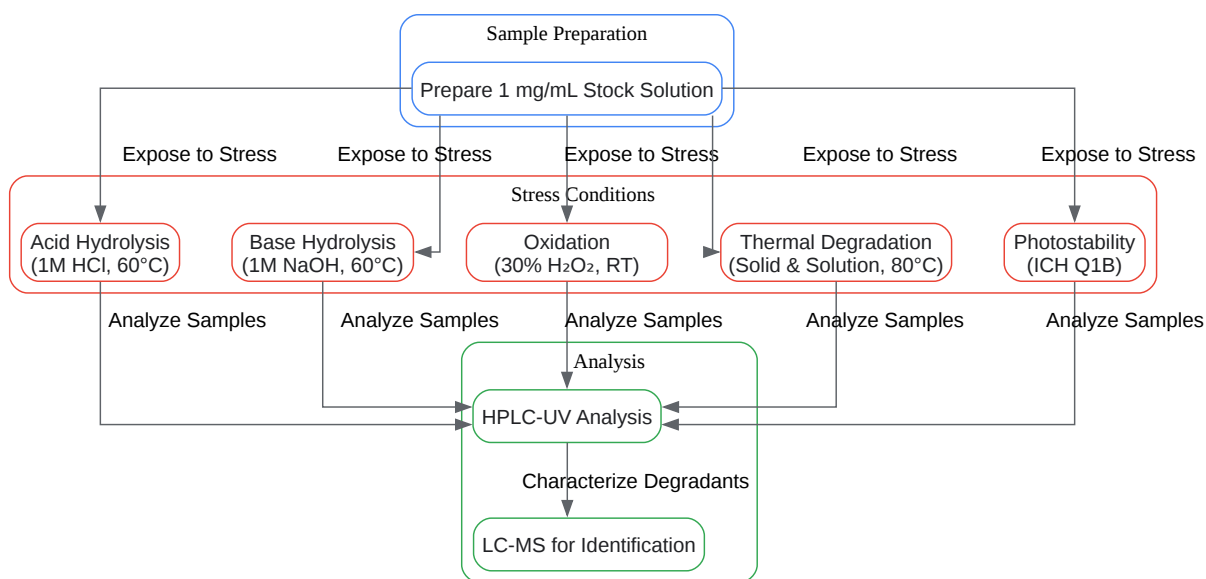 Sample Preparation
Prepare 1 mg/mL Stock Solution
Expose to Stress
Expose to Stress
Expose to Stress
Expose to Stress
Expose to Stress
Stress Conditions
Acid Hydrolysis
(1M HCl, 60°C)
Base Hydrolysis
(1M NaOH, 60°C)
Oxidation
(30% H₂O₂, RT)
Thermal Degradation
(Solid & Solution, 80°C)
Photostability
(ICH Q1B)
Analyze Samples
Analyze Samples
Analyze Samples
Analyze Samples
Analyze Samples
Analysis
HPLC-UV Analysis
Characterize Degradants
LC-MS for Identification